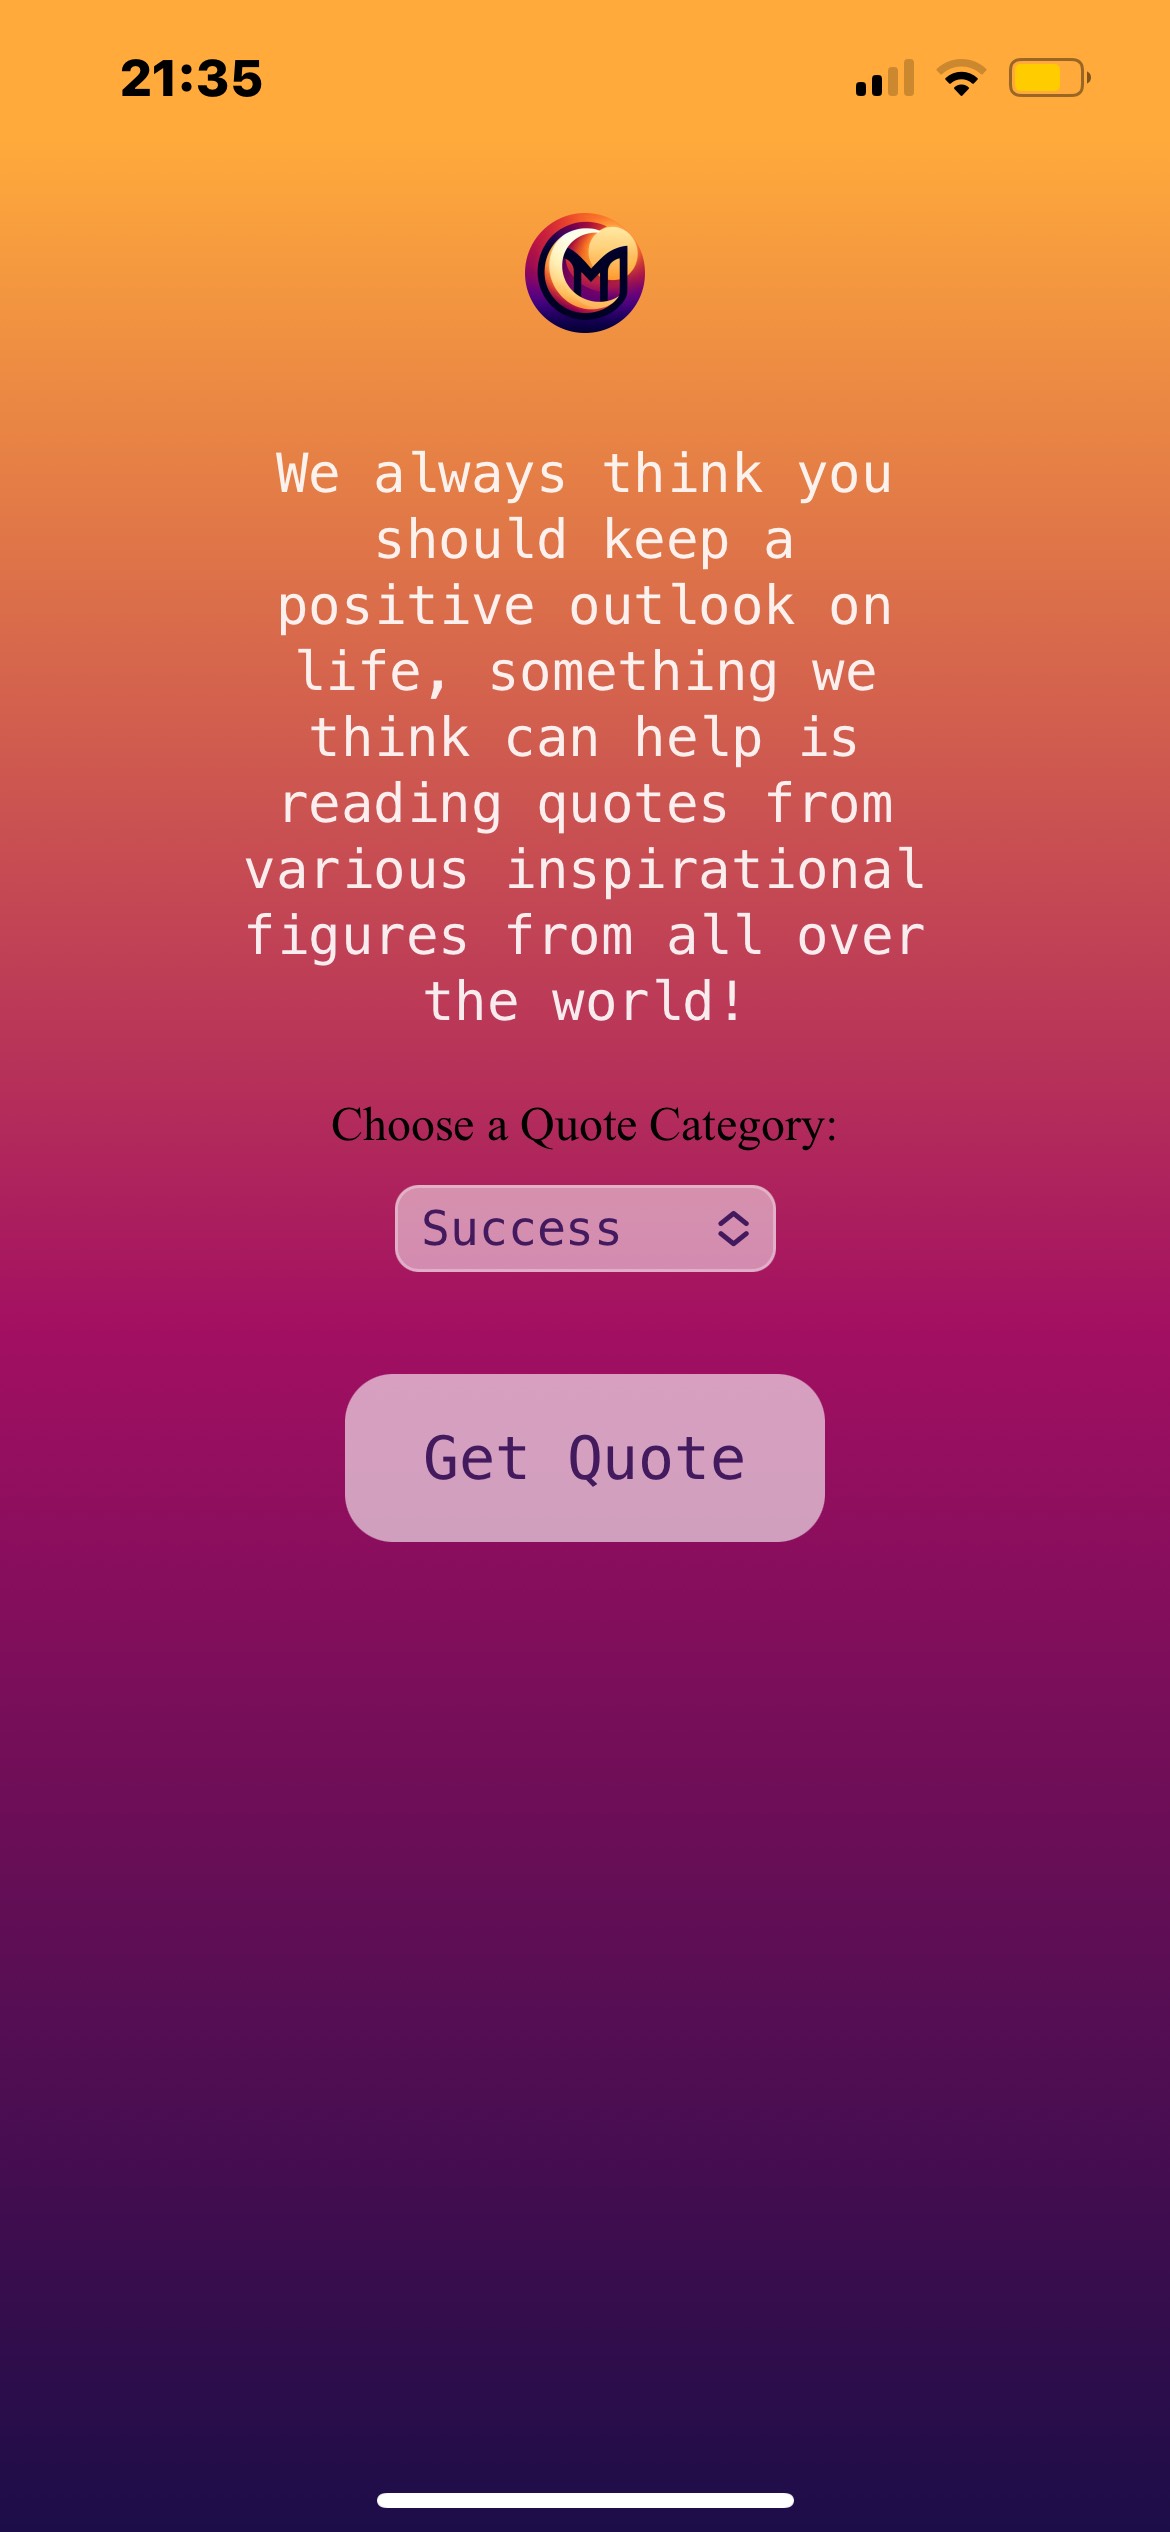 21:35
M
We always think you
should keep a
positive outlook on
life, something we
think can help is
reading quotes from
various inspirational
figures from all over
the world!
Choose a Quote Category:
Success
Get Quote